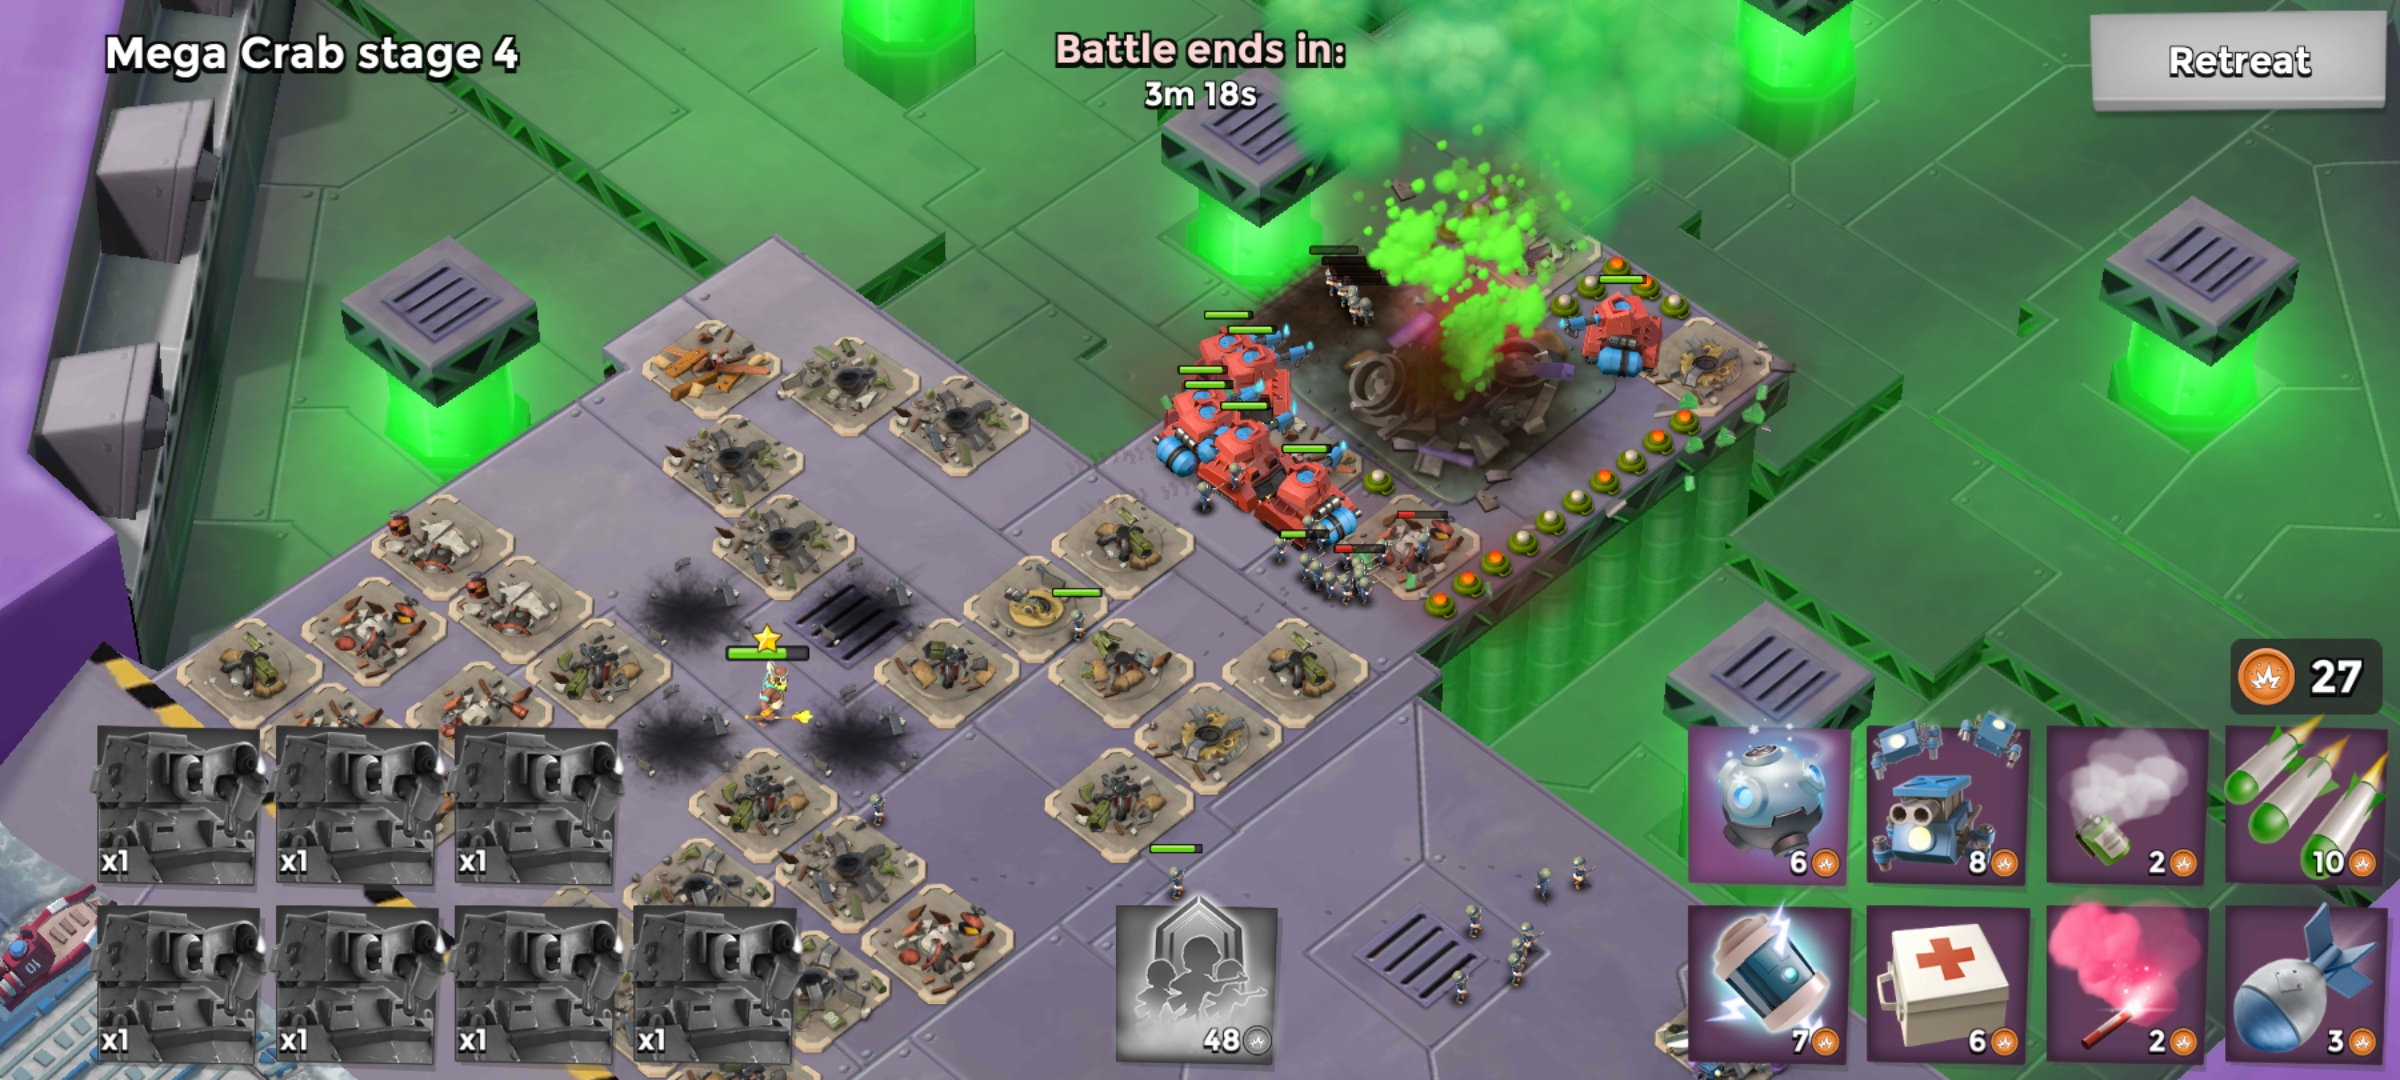 Mega Crab stage 4
Battle ends in:
3m 18s
Retreat
27
x1
x1
x1
6
8
2
10
x1
x1
x1
x1
48
7
6
2
3